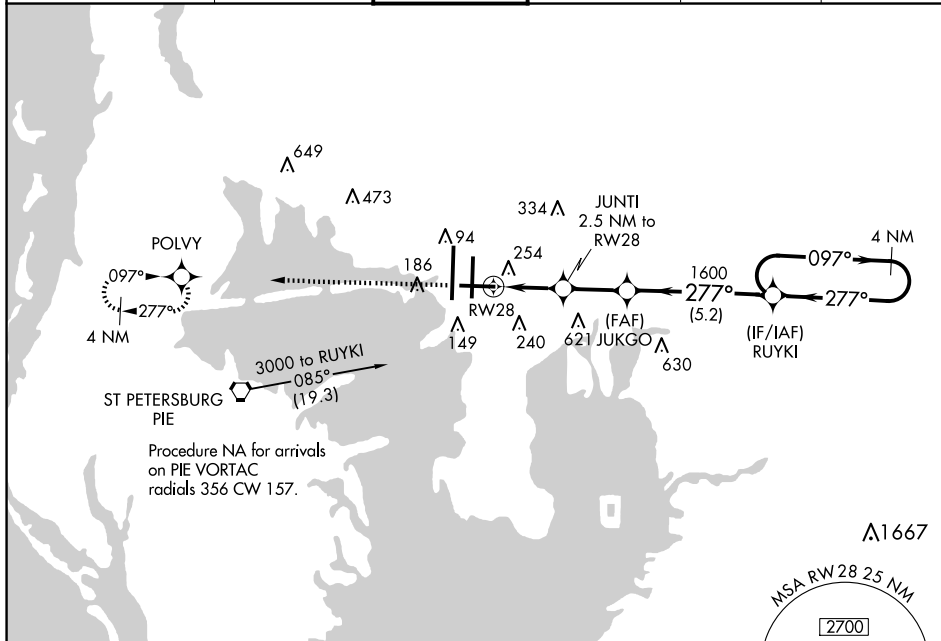 649
473
334
JUNTI
2.5 NM to
RW28
POLVY
94
254
186
4 NM
097°
097°
1600
277°
277°
277°
(5.2)
4 NM
RW28
149
240
621
(FAF)
JUKGO
630
(IF/IAF)
RUYKI
3000 to RUYKI
085°
(19.3)
ST PETERSBURG
PIE
Procedure NA for arrivals
on PIE VORTAC
radials 356 CW 157.
1667
MSA RW28 25 NM
2700